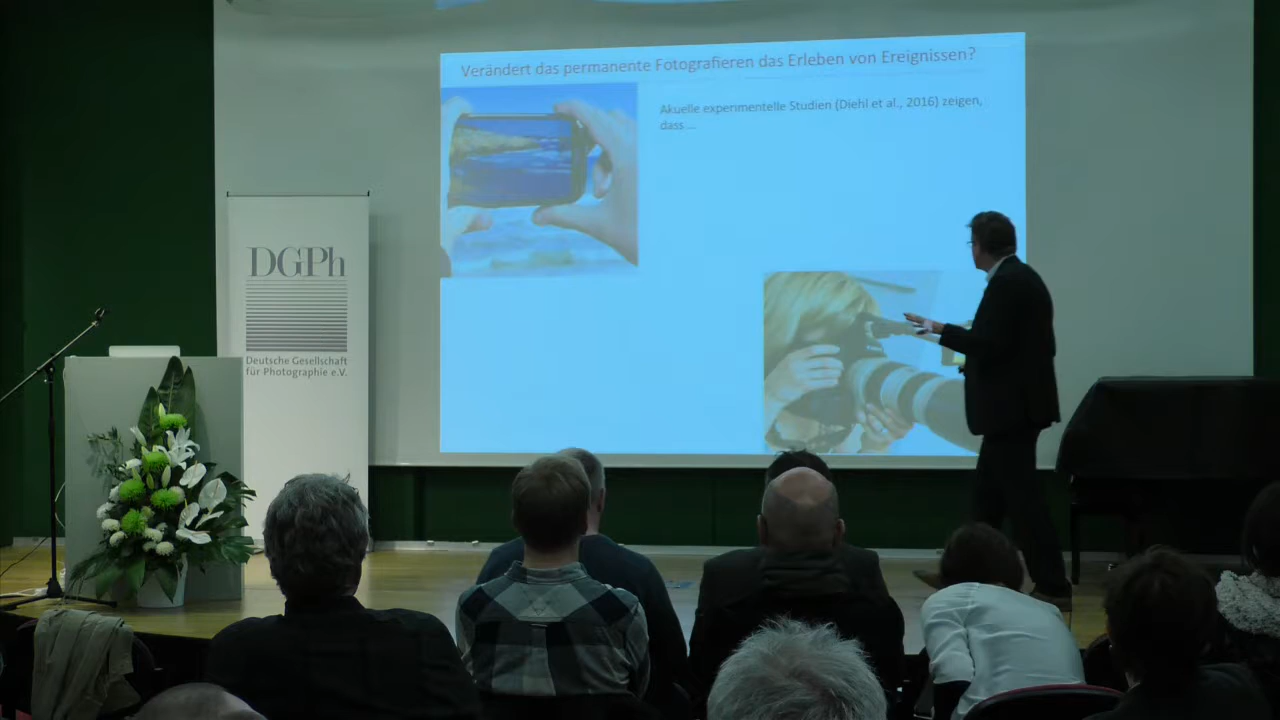 Verändert das permanente Fotografieren das Erleben von Ereignissen?
Akuelle experimentelle Studien (Diehl et al., 2016) zeigen,
dass ...
DGPh
Deutsche Gesellschaft
für Photographie e.V.